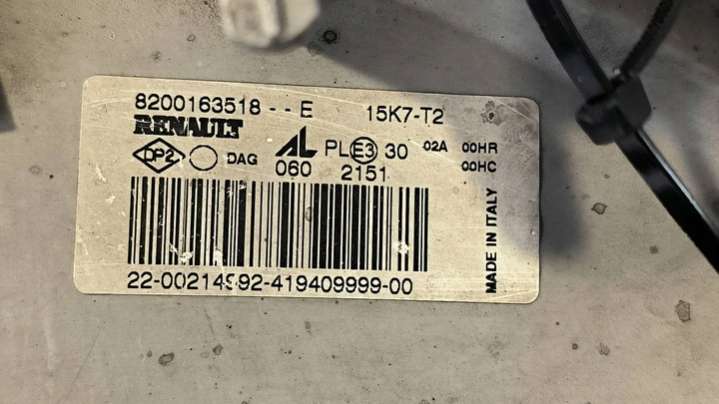 8200163518--E 15K7-T2
RENAULT
DP2 DAG AL PL E3 30 02A 00HR
060 2151 00HC
MADE IN ITALY
22-00214992-419409999-00